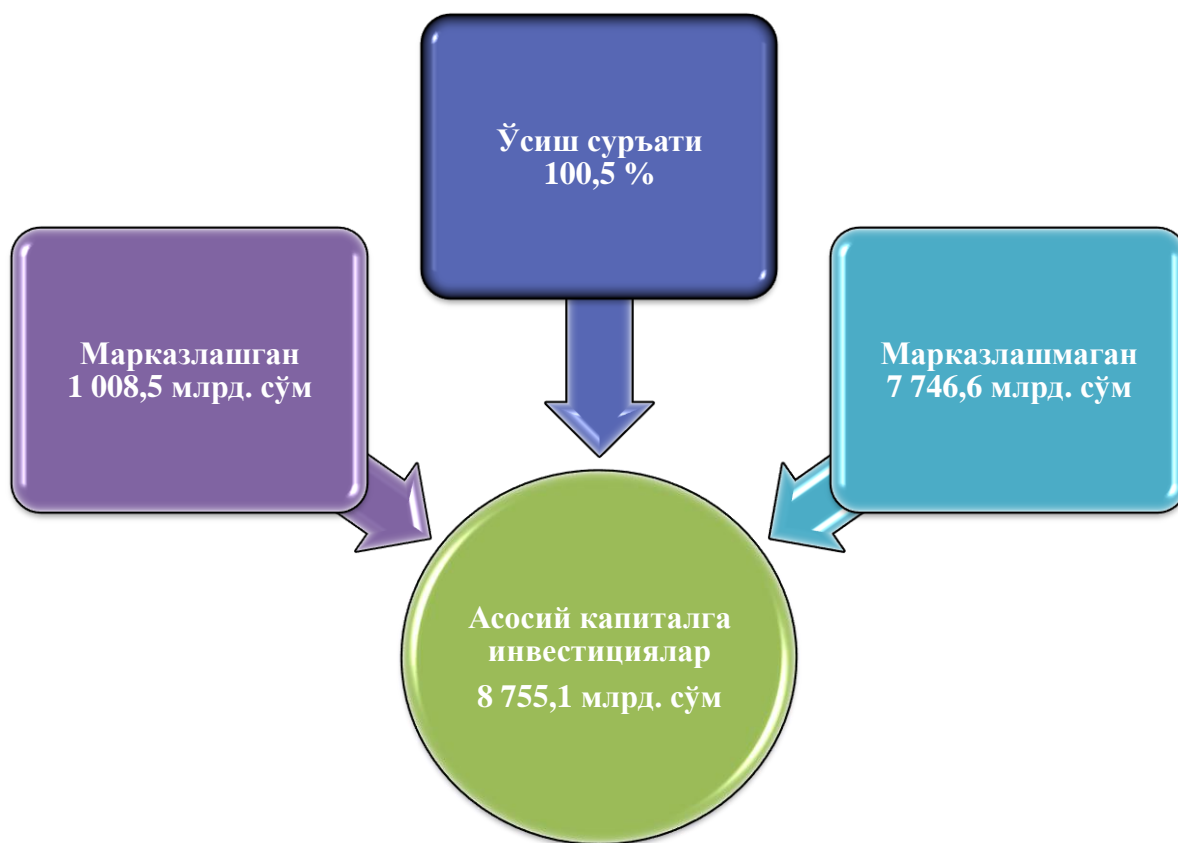 Ўсиш суръати
100,5 %
Марказлашган
1 008,5 млрд. сўм
Марказлашмаган
7 746,6 млрд. сўм
Асосий капиталга
инвестициялар
8 755,1 млрд. сўм